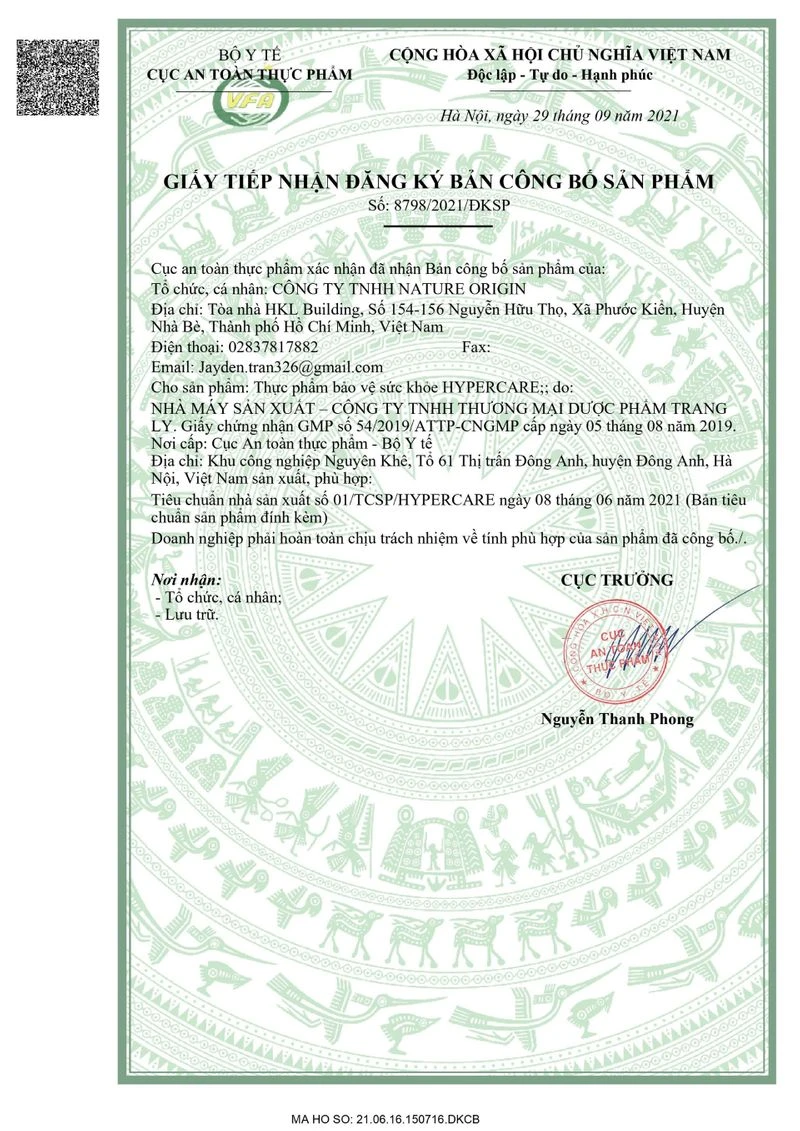 BỘ Y TẾ
CỤC AN TOÀN THỰC PHẨM
VFA
CỘNG HÒA XÃ HỘI CHỦ NGHĨA VIỆT NAM
Độc lập - Tự do - Hạnh phúc
Hà Nội, ngày 29 tháng 09 năm 2021
GIẤY TIẾP NHẬN ĐĂNG KÝ BẢN CÔNG BỐ SẢN PHẨM
Số: 8798/2021/ĐKSP
Cục an toàn thực phẩm xác nhận đã nhận Bản công bố sản phẩm của:
Tổ chức, cá nhân: CÔNG TY TNHH NATURE ORIGIN
Địa chỉ: Tòa nhà HKL Building, Số 154-156 Nguyễn Hữu Thọ, Xã Phước Kiển, Huyện
Nhà Bè, Thành phố Hồ Chí Minh, Việt Nam
Điện thoại: 02837817882 Fax:
Email: Jayden.tran326@gmail.com
Cho sản phẩm: Thực phẩm bảo vệ sức khỏe HYPERCARE;; do:
NHÀ MÁY SẢN XUẤT – CÔNG TY TNHH THƯƠNG MẠI DƯỢC PHẨM TRANG
LY. Giấy chứng nhận GMP số 54/2019/ATTP-CNGMP cấp ngày 05 tháng 08 năm 2019.
Nơi cấp: Cục An toàn thực phẩm - Bộ Y tế
Địa chỉ: Khu công nghiệp Nguyên Khê, Tổ 61 Thị trấn Đông Anh, huyện Đông Anh, Hà
Nội, Việt Nam sản xuất, phù hợp:
Tiêu chuẩn nhà sản xuất số 01/TCSP/HYPERCARE ngày 08 tháng 06 năm 2021 (Bản tiêu
chuẩn sản phẩm đính kèm)
Doanh nghiệp phải hoàn toàn chịu trách nhiệm về tính phù hợp của sản phẩm đã công bố./.
Nơi nhận:
- Tổ chức, cá nhân;
- Lưu trữ.
CỤC TRƯỞNG
CỘNG HÒA X.H.C.N VIỆT NAM
CỤC
AN TOÀN
THỰC PHẨM
BỘ Y TẾ
Nguyễn Thanh Phong
MA HO SO: 21.06.16.150716.DKCB